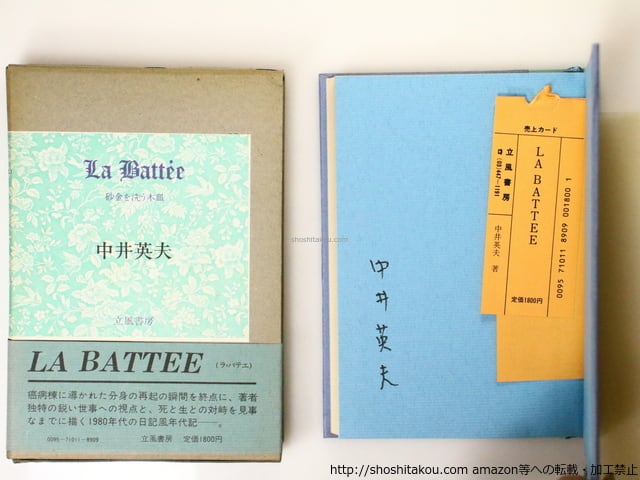 La Battée
砂金を洗う木皿
中井英夫
立風書房
LA BATTEE (ラ・バテエ)
癌病棟に導かれた分身の再起の瞬間を終点に、著者
独特の鋭い世事への視点と、死と生との対峙を見事
なまでに描く1980年代の日記風年代記——。
0095-71011-8909 立風書房 定価1800円
shoshitakou.com
中井英夫
売上カード
立風書房
☎(03)447-1191
LA BATTEE
中井英夫 著
定価1800円
0095 71011 8909 001800 1
http://shoshitakou.com amazon等への転載・加工禁止